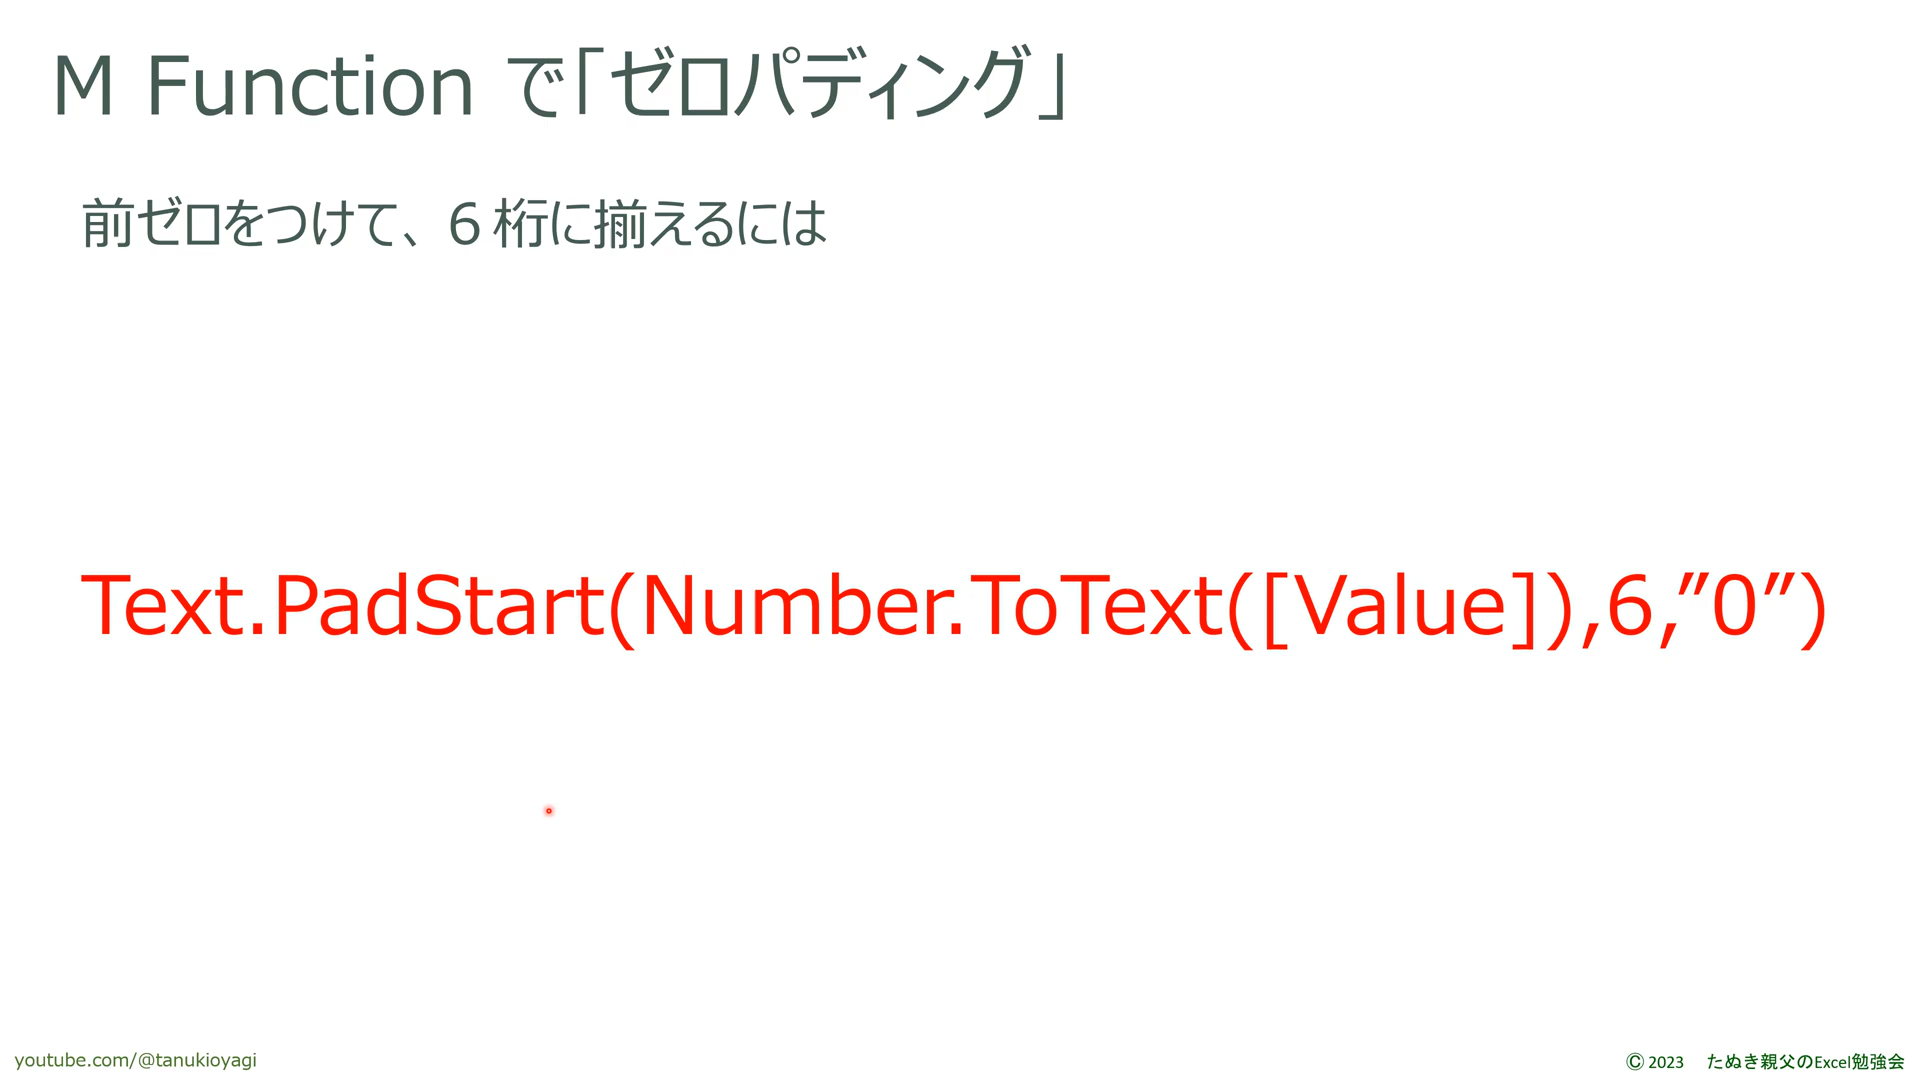 M Function で「ゼロパディング」
前ゼロをつけて、６桁に揃えるには
Text.PadStart(Number.ToText([Value]),6,”0”)
youtube.com/@tanukioyagi
Ⓒ 2023 たぬき親父のExcel勉強会